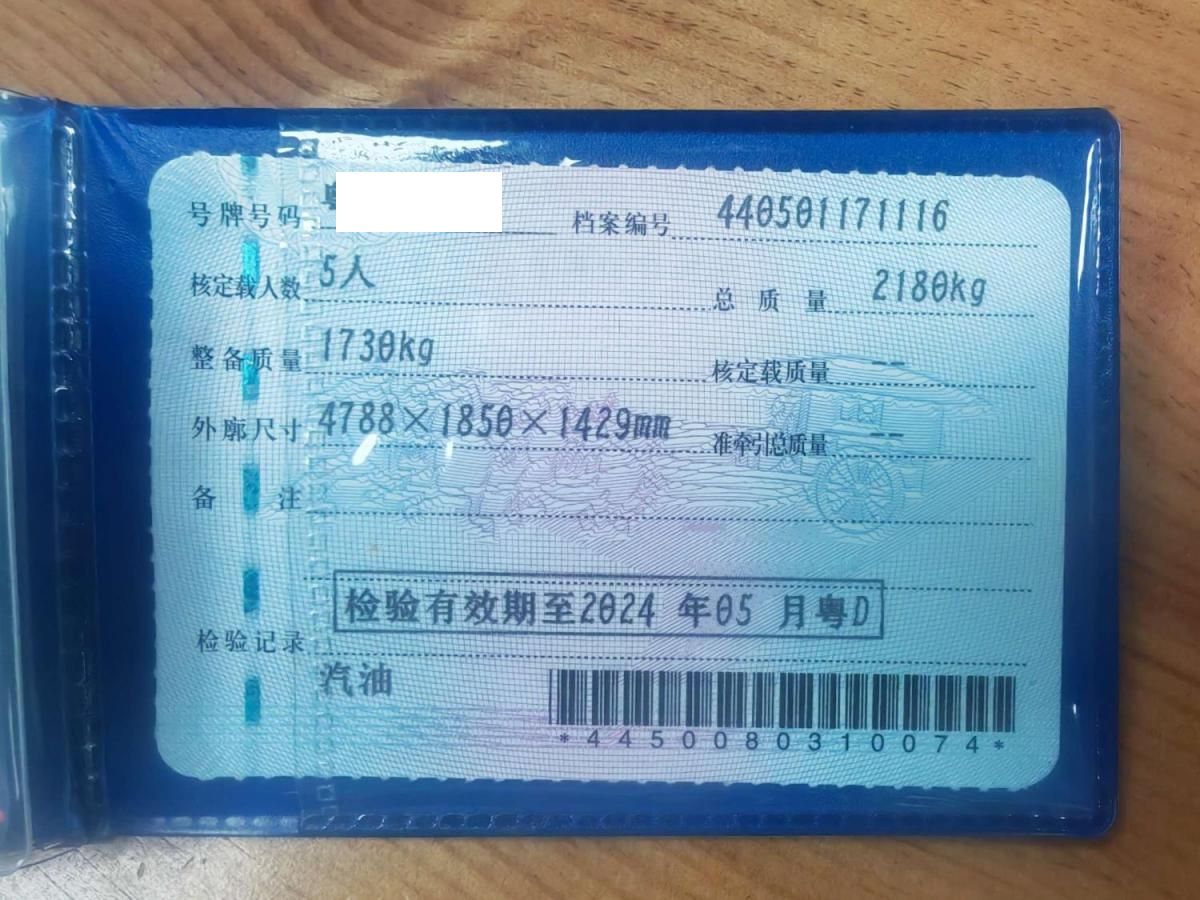 号牌号码 档案编号 440501171116
核定载人数 5人 总质量 2180kg
整备质量 1730kg 核定载质量 --
外廓尺寸 4788×1850×1429mm 准牵引总质量 --
备注
检验有效期至2024 年05 月粤D
检验记录
汽油
*4450080310074*